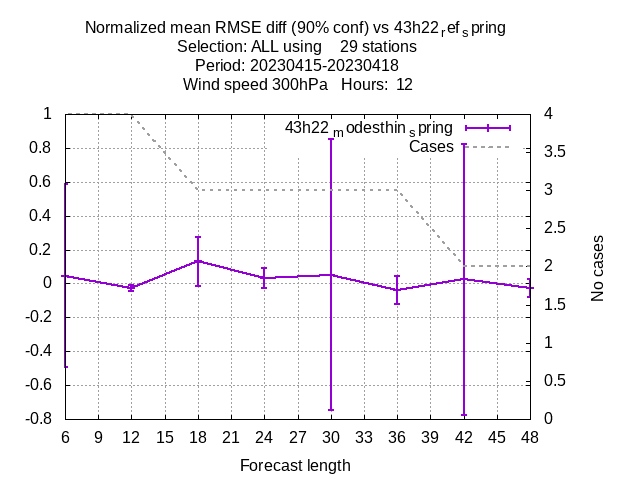 Normalized mean RMSE diff (90% conf) vs 43h22refspring
Selection: ALL using    29 stations
Period: 20230415-20230418
Wind speed 300hPa   Hours:  12
43h22modesthinspring
Cases
1
0.8
0.6
0.4
0.2
0
-0.2
-0.4
-0.6
-0.8
4
3.5
3
2.5
2
1.5
1
0.5
0
No cases
6 9 12 15 18 21 24 27 30 33 36 39 42 45 48
Forecast length